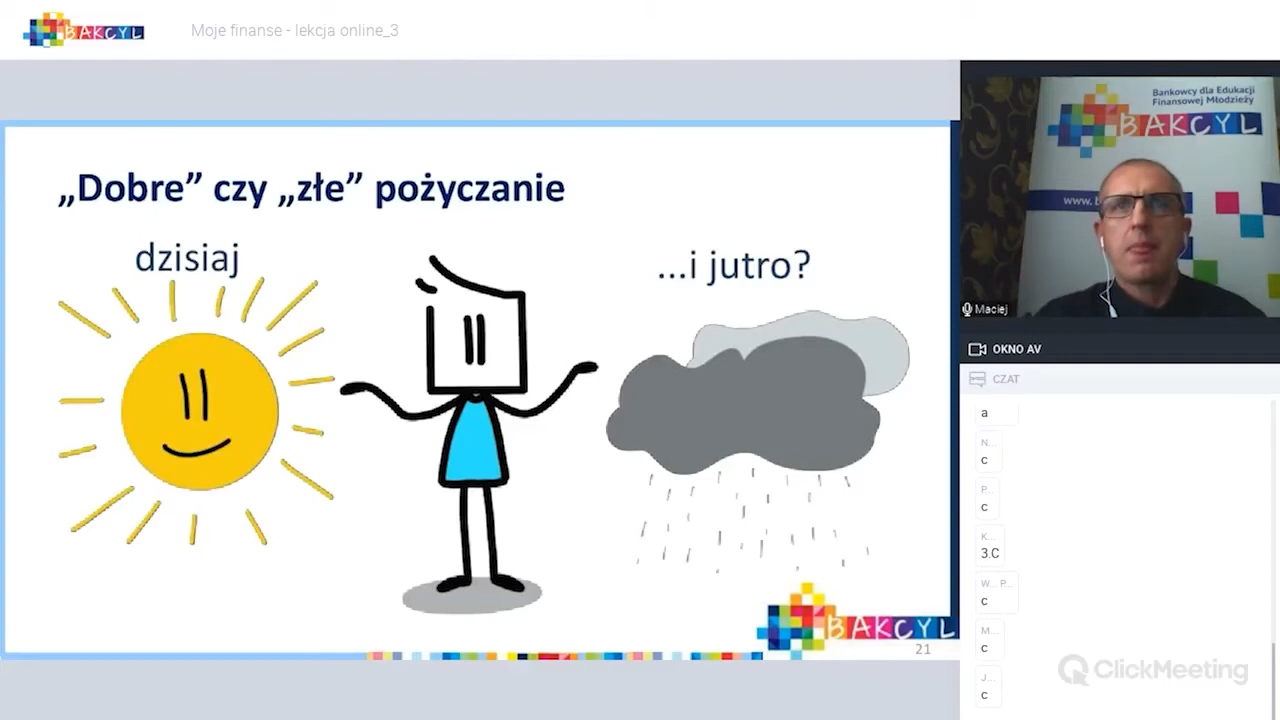 BAKCYL
Moje finanse - lekcja online_3
„Dobre” czy „złe” pożyczanie
dzisiaj
...i jutro?
BAKCYL
21
Bankowcy dla Edukacji
Finansowej Młodzieży
BAKCYL
www.b
Maciej
OKNO AV
CZAT
a
N...
c
P...
c
K...
3.C
W... P...
c
M...
c
J...
c
ClickMeeting